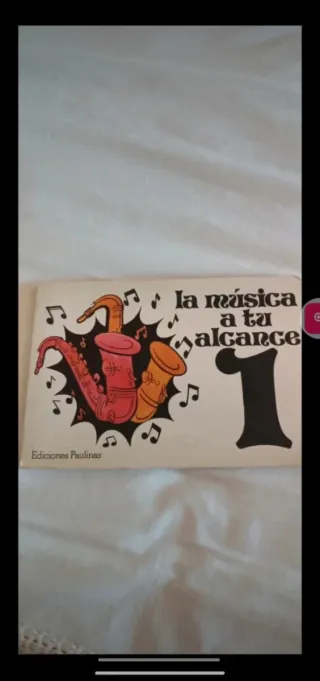 la música
a tu
alcance
1
Ediciones Paulinas